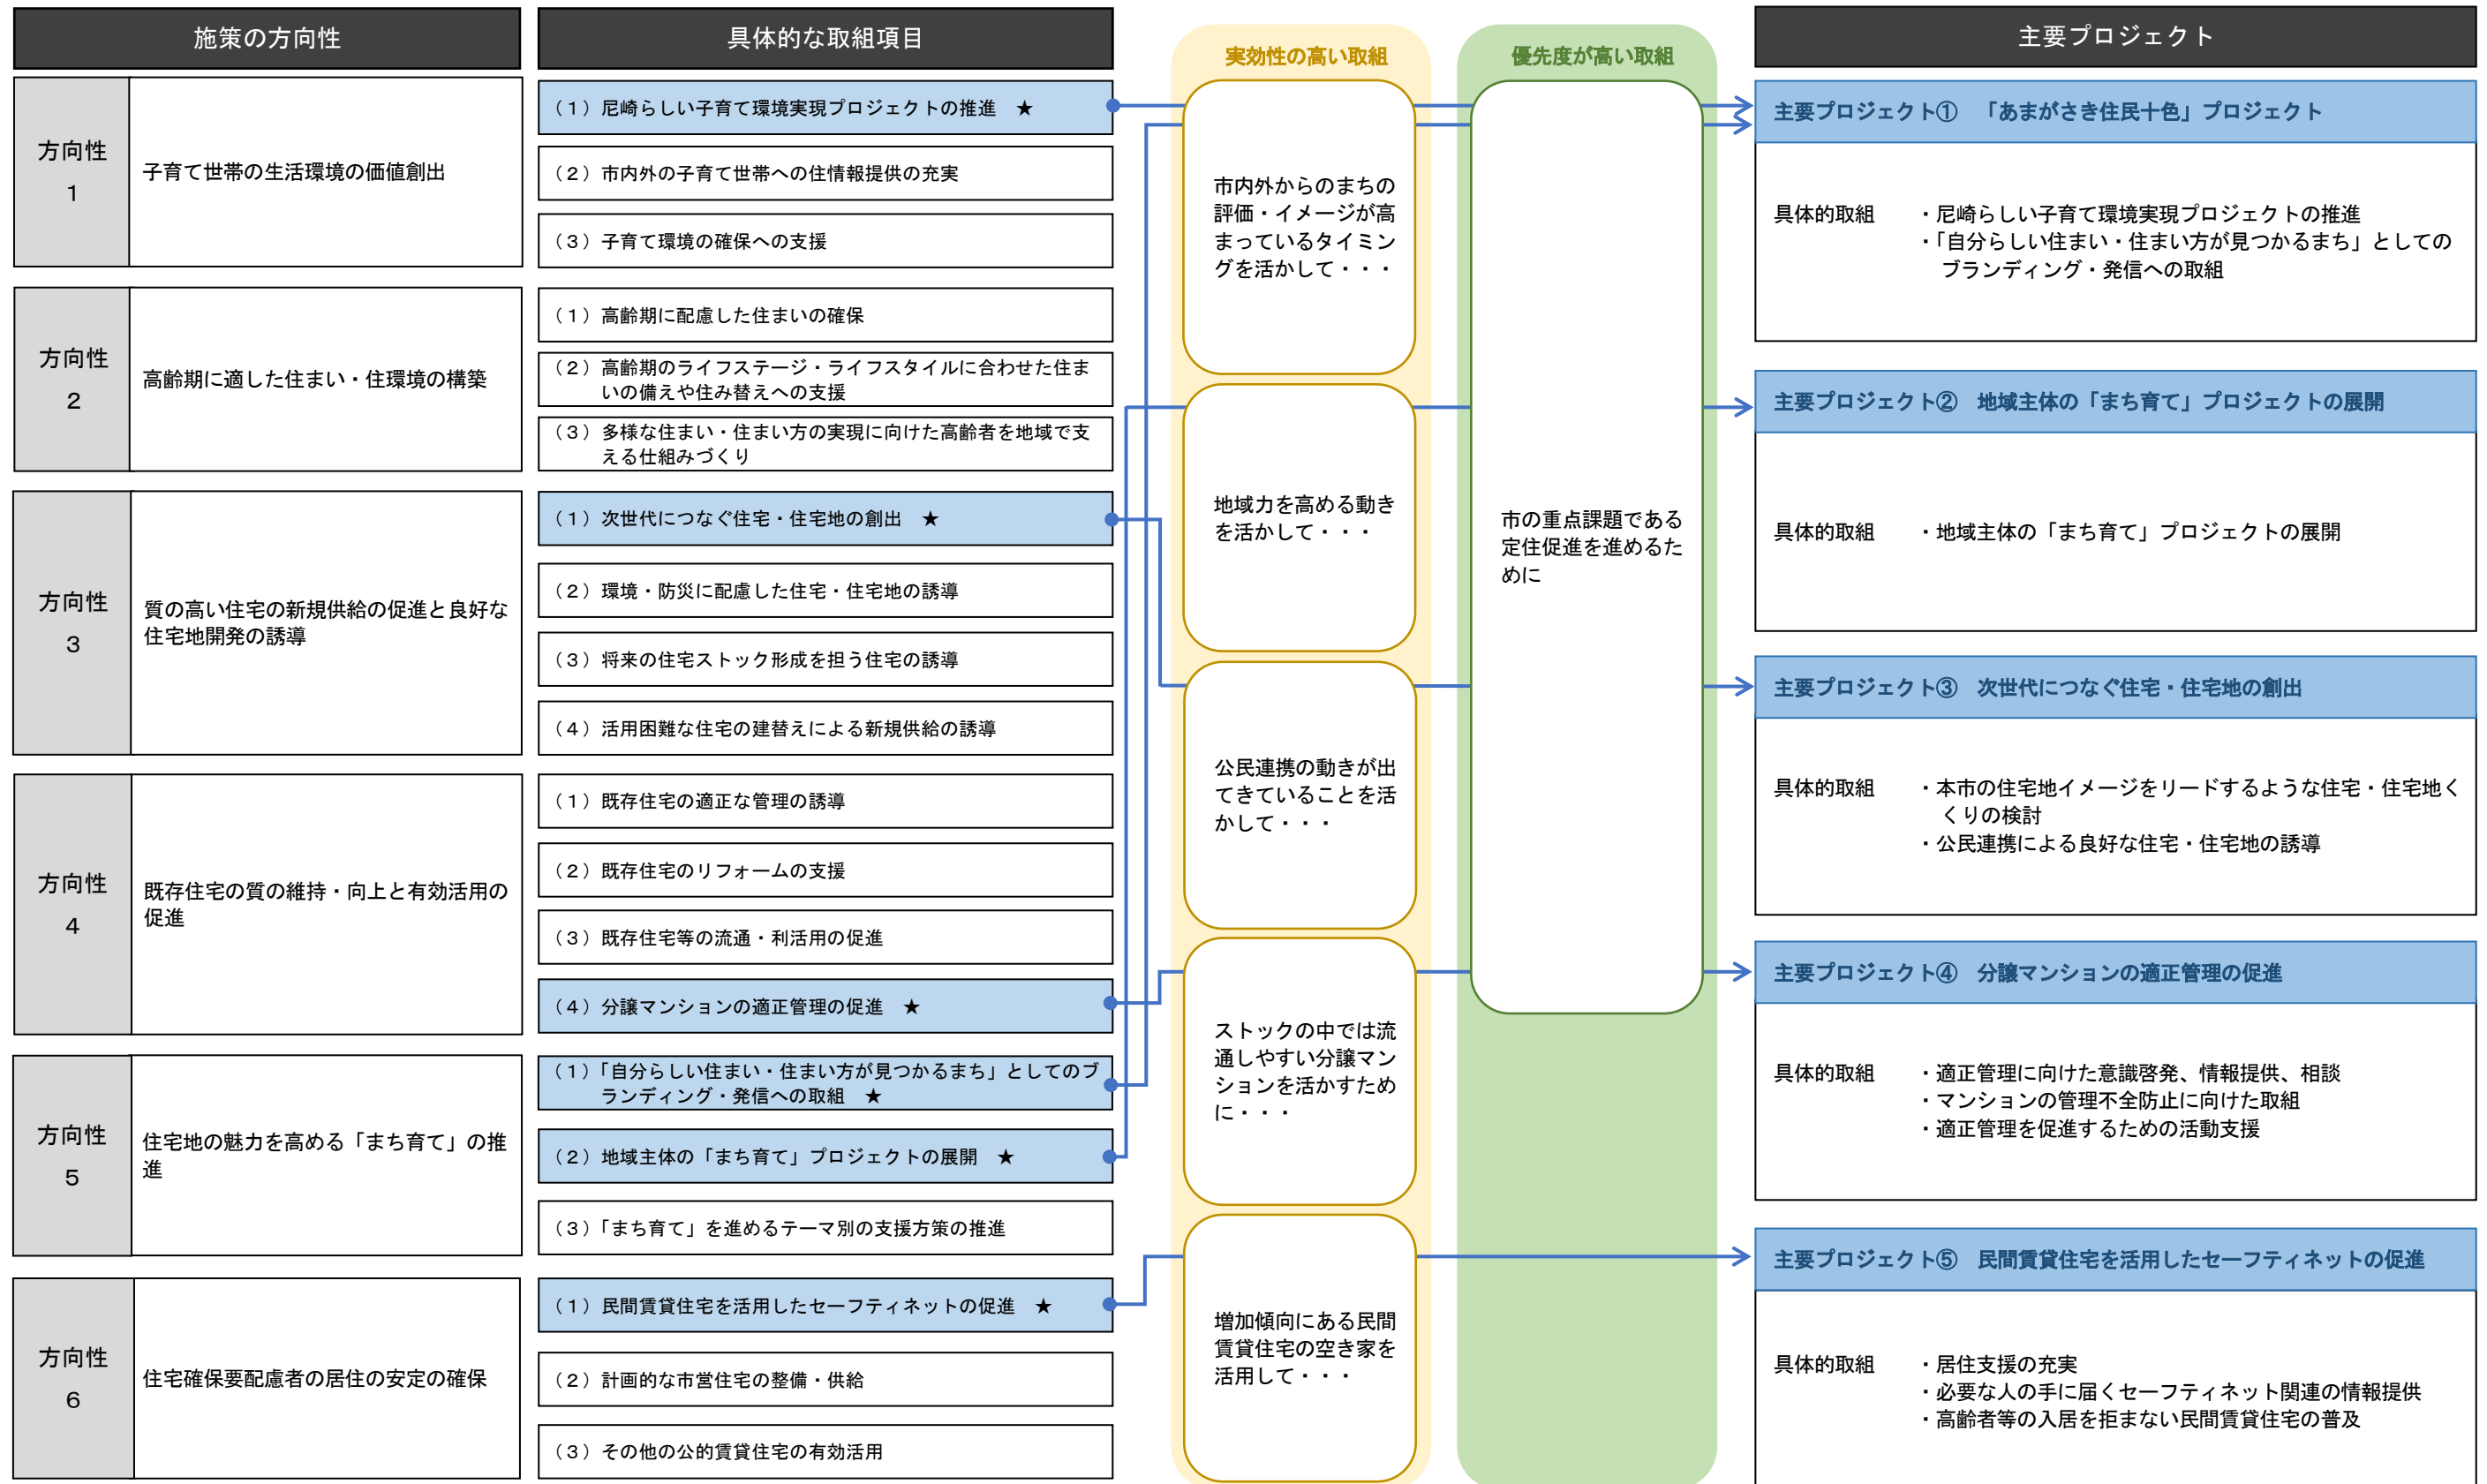 施策の方向性
具体的な取組項目
実効性の高い取組
優先度が高い取組
主要プロジェクト
方向性
1
子育て世帯の生活環境の価値創出
（1）尼崎らしい子育て環境実現プロジェクトの推進　★
（2）市内外の子育て世帯への住情報提供の充実
（3）子育て環境の確保への支援
方向性
2
高齢期に適した住まい・住環境の構築
（1）高齢期に配慮した住まいの確保
（2）高齢期のライフステージ・ライフスタイルに合わせた住ま
いの備えや住み替えへの支援
（3）多様な住まい・住まい方の実現に向けた高齢者を地域で支
える仕組みづくり
方向性
3
質の高い住宅の新規供給の促進と良好な
住宅地開発の誘導
（1）次世代につなぐ住宅・住宅地の創出　★
（2）環境・防災に配慮した住宅・住宅地の誘導
（3）将来の住宅ストック形成を担う住宅の誘導
（4）活用困難な住宅の建替えによる新規供給の誘導
方向性
4
既存住宅の質の維持・向上と有効活用の
促進
（1）既存住宅の適正な管理の誘導
（2）既存住宅のリフォームの支援
（3）既存住宅等の流通・利活用の促進
（4）分譲マンションの適正管理の促進　★
方向性
5
住宅地の魅力を高める「まち育て」の推
進
（1）「自分らしい住まい・住まい方が見つかるまち」としてのブ
ランディング・発信への取組　★
（2）地域主体の「まち育て」プロジェクトの展開　★
（3）「まち育て」を進めるテーマ別の支援方策の推進
方向性
6
住宅確保要配慮者の居住の安定の確保
（1）民間賃貸住宅を活用したセーフティネットの促進　★
（2）計画的な市営住宅の整備・供給
（3）その他の公的賃貸住宅の有効活用
市内外からのまちの
評価・イメージが高
まっているタイミン
グを活かして・・・
地域力を高める動き
を活かして・・・
公民連携の動きが出
てきていることを活
かして・・・
ストックの中では流
通しやすい分譲マン
ションを活かすため
に・・・
増加傾向にある民間
賃貸住宅の空き家を
活用して・・・
市の重点課題である
定住促進を進めるた
めに
主要プロジェクト①　「あまがさき住民十色」プロジェクト
具体的取組　・尼崎らしい子育て環境実現プロジェクトの推進
・「自分らしい住まい・住まい方が見つかるまち」としての
ブランディング・発信への取組
主要プロジェクト②　地域主体の「まち育て」プロジェクトの展開
具体的取組　・地域主体の「まち育て」プロジェクトの展開
主要プロジェクト③　次世代につなぐ住宅・住宅地の創出
具体的取組　・本市の住宅地イメージをリードするような住宅・住宅地く
くりの検討
・公民連携による良好な住宅・住宅地の誘導
主要プロジェクト④　分譲マンションの適正管理の促進
具体的取組　・適正管理に向けた意識啓発、情報提供、相談
・マンションの管理不全防止に向けた取組
・適正管理を促進するための活動支援
主要プロジェクト⑤　民間賃貸住宅を活用したセーフティネットの促進
具体的取組　・居住支援の充実
・必要な人の手に届くセーフティネット関連の情報提供
・高齢者等の入居を拒まない民間賃貸住宅の普及